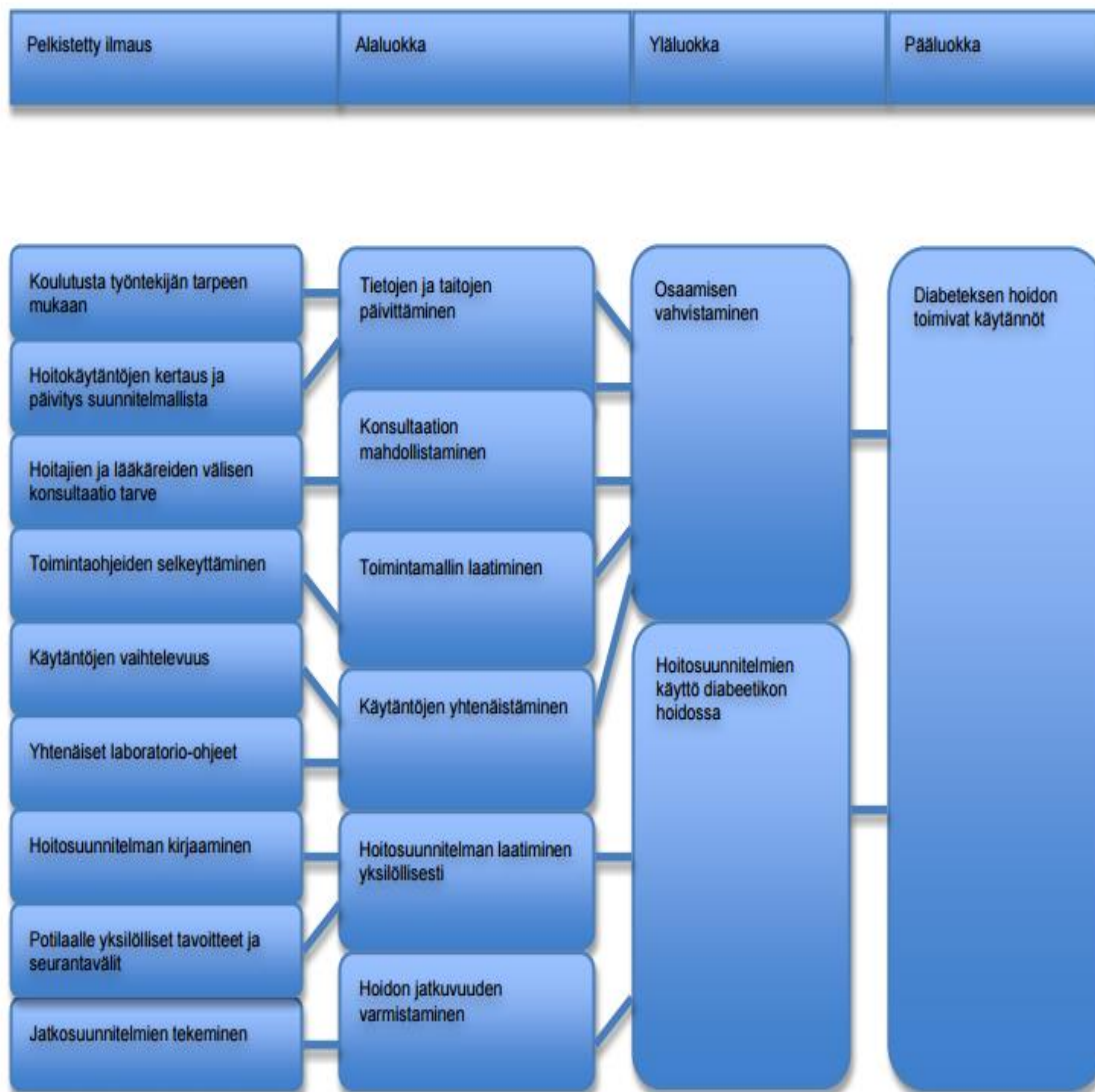 Pelkistetty ilmaus
Alaluokka
Yläluokka
Pääluokka
Koulutusta työntekijän tarpeen
mukaan
Hoitokäytäntöjen kertaus ja
päivitys suunnitelmallista
Hoitajien ja lääkäreiden välisen
konsultaatio tarve
Toimintaohjeiden selkeyttäminen
Käytäntöjen vaihtelevuus
Yhtenäiset laboratorio-ohjeet
Hoitosuunnitelman kirjaaminen
Potilaalle yksilölliset tavoitteet ja
seurantavälit
Jatkosuunnitelmien tekeminen
Tietojen ja taitojen
päivittäminen
Konsultaation
mahdollistaminen
Toimintamallin laatiminen
Käytäntöjen yhtenäistäminen
Hoitosuunnitelman laatiminen
yksilöllisesti
Hoidon jatkuvuuden
varmistaminen
Osaamisen
vahvistaminen
Hoitosuunnitelmien
käyttö diabeetikon
hoidossa
Diabeteksen hoidon
toimivat käytännöt